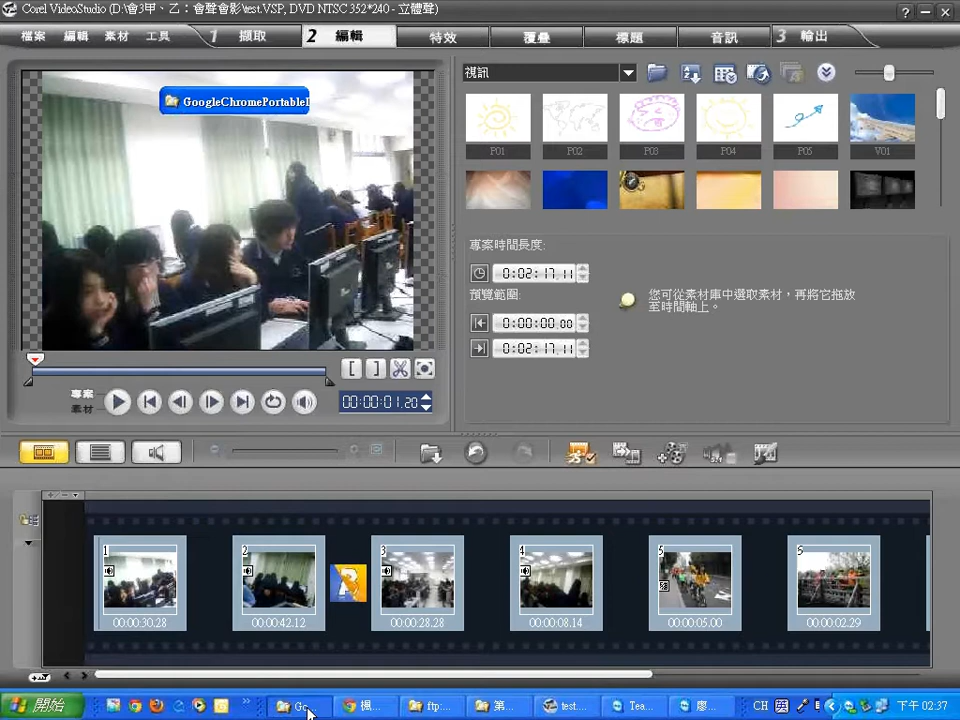 Corel VideoStudio (D:\會3甲、乙：會聲會影\test.VSP, DVD NTSC 352*240 - 立體聲)
檔案 編輯 素材 工具 1 擷取 2 編輯 特效 覆疊 標題 音訊 3 輸出
GoogleChromePortableI
視訊
P01 P02 P03 P04 P05 V01
專案時間長度:
0:02:17.11
預覽範圍:
0:00:00.00
0:02:17.11
您可從素材庫中選取素材，再將它拖放
至時間軸上。
[ ]
專案
素材
00:00:01.20
1 2 3 4 5 6
00:00:30.28 00:00:42.12 00:00:28.28 00:00:08.14 00:00:05.00 00:00:02.29
開始 Go... 楓... ftp:... 第... test.... Tea... 廖... CH 下午 02:37